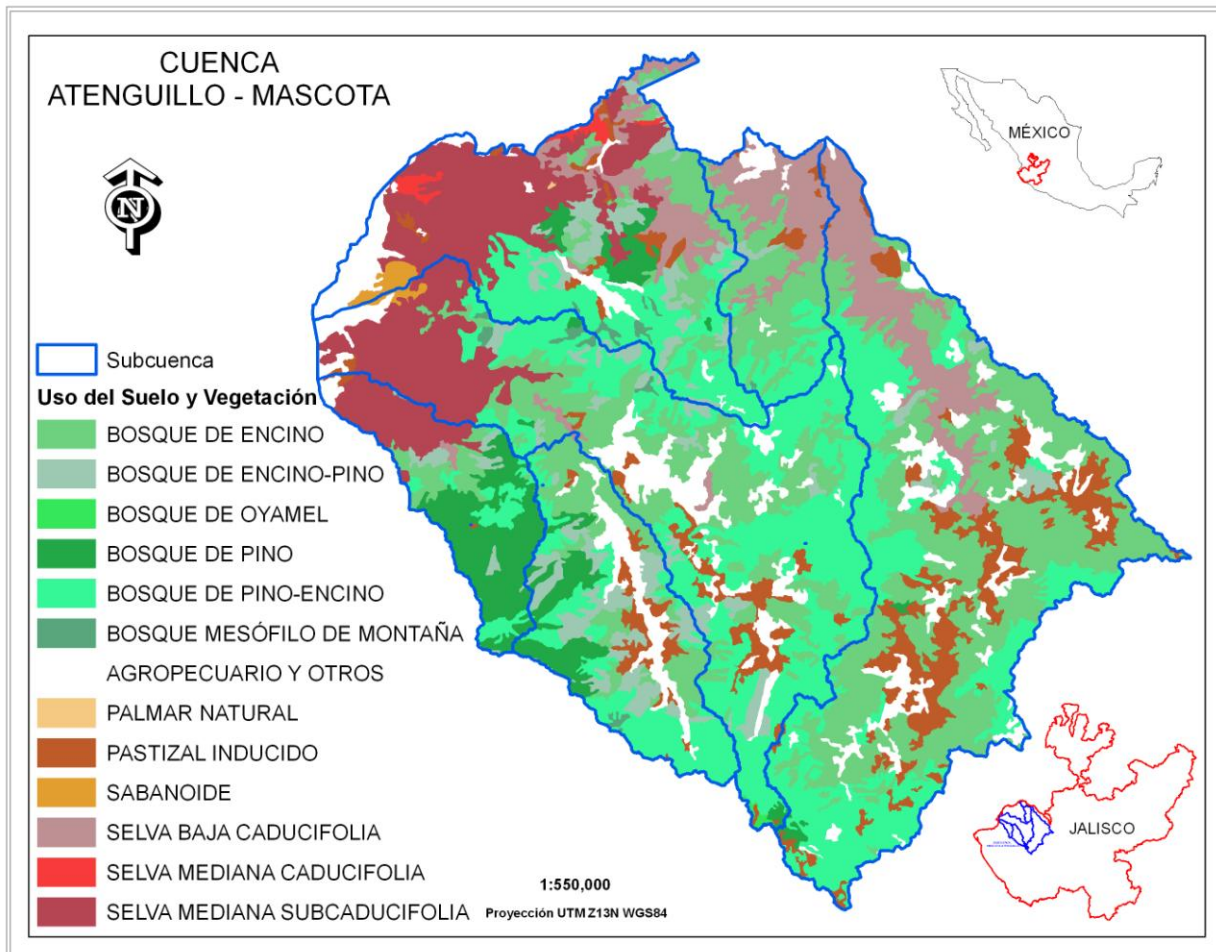 CUENCA
ATENGUILLO - MASCOTA
N
MÉXICO
Subcuenca
Uso del Suelo y Vegetación
BOSQUE DE ENCINO
BOSQUE DE ENCINO-PINO
BOSQUE DE OYAMEL
BOSQUE DE PINO
BOSQUE DE PINO-ENCINO
BOSQUE MESÓFILO DE MONTAÑA
AGROPECUARIO Y OTROS
PALMAR NATURAL
PASTIZAL INDUCIDO
SABANOIDE
SELVA BAJA CADUCIFOLIA
SELVA MEDIANA CADUCIFOLIA
SELVA MEDIANA SUBCADUCIFOLIA
1:550,000
Proyección UTM Z13N WGS84
JALISCO